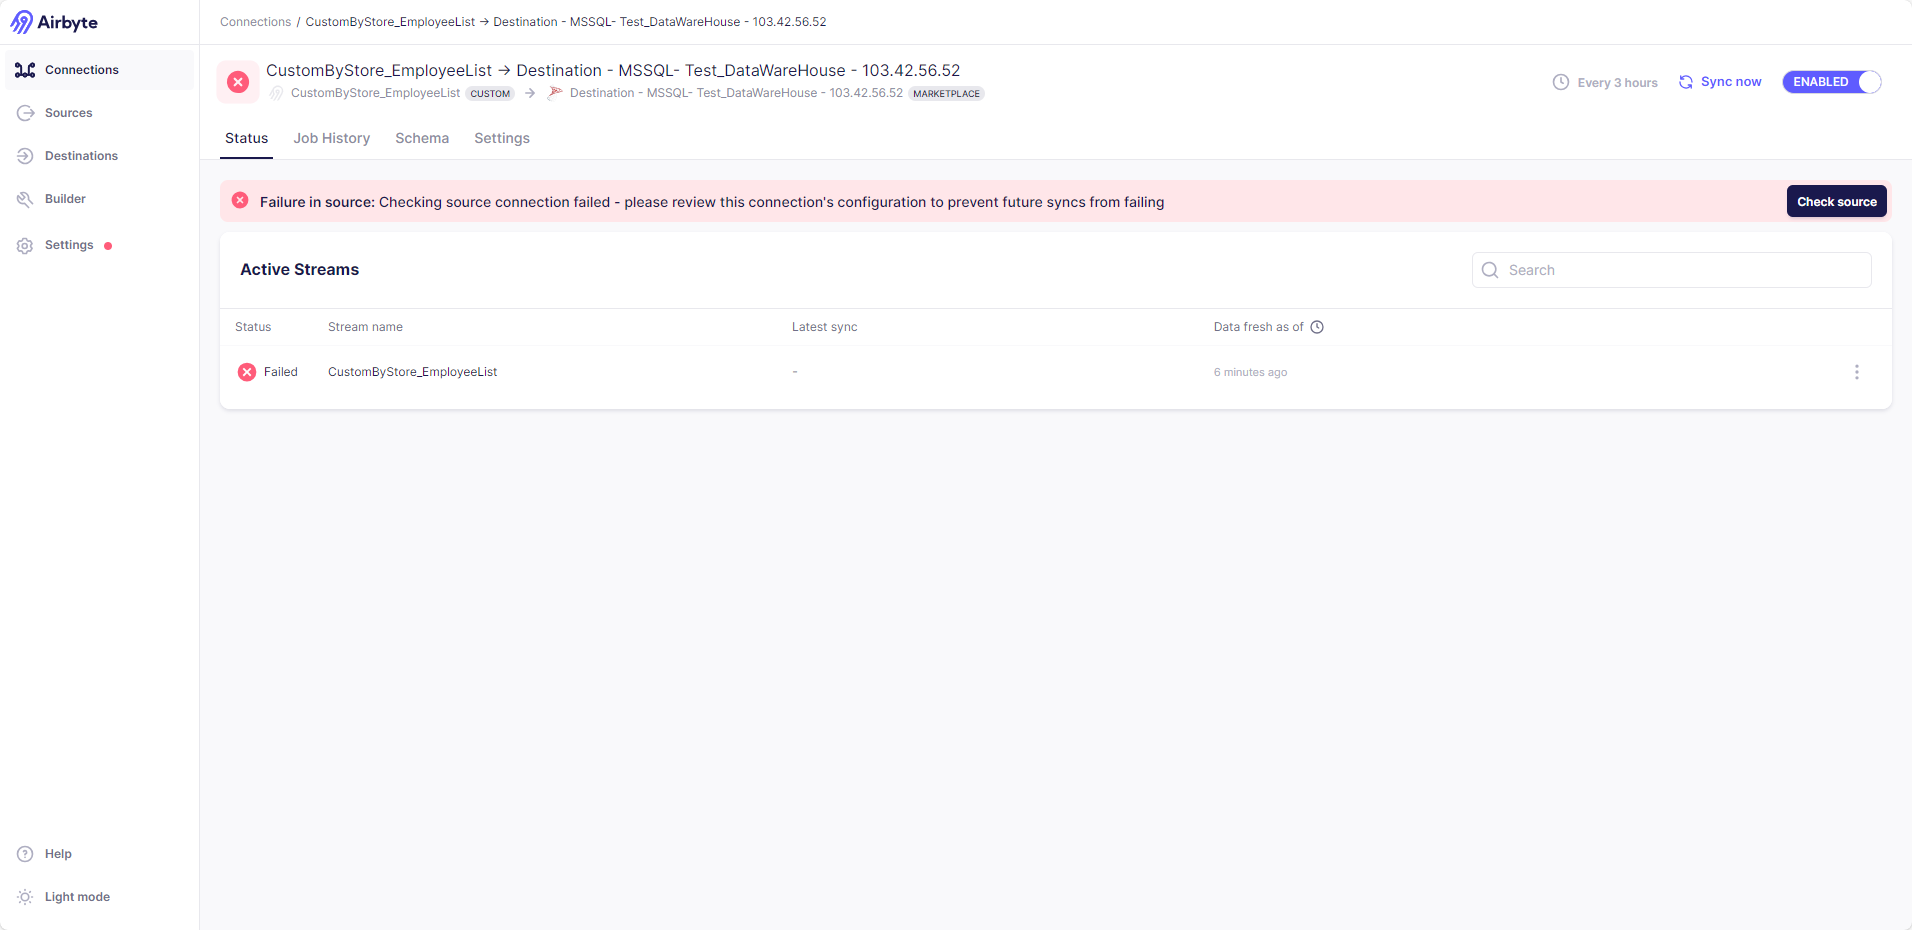 Airbyte
Connections / CustomByStore_EmployeeList → Destination - MSSQL- Test_DataWareHouse - 103.42.56.52
Connections
Sources
Destinations
Builder
Settings
CustomByStore_EmployeeList → Destination - MSSQL- Test_DataWareHouse - 103.42.56.52
CustomByStore_EmployeeList CUSTOM → Destination - MSSQL- Test_DataWareHouse - 103.42.56.52 MARKETPLACE
Every 3 hours Sync now ENABLED
Status Job History Schema Settings
Failure in source: Checking source connection failed - please review this connection's configuration to prevent future syncs from failing Check source
Active Streams Search
Status Stream name Latest sync Data fresh as of
Failed CustomByStore_EmployeeList - 6 minutes ago
Help
Light mode